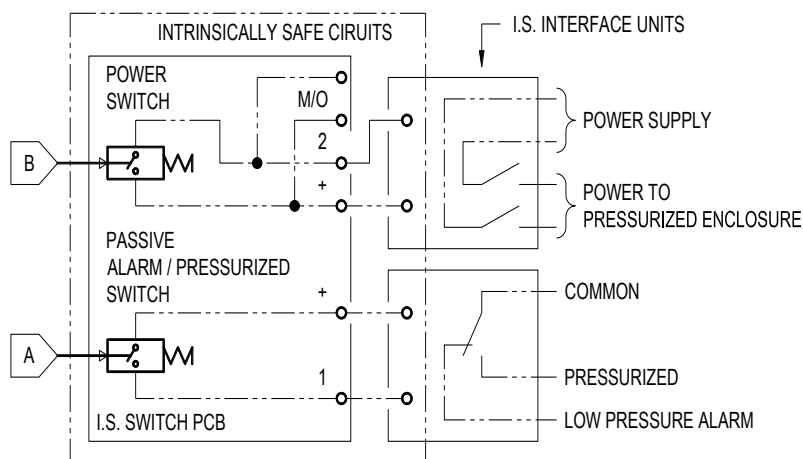 INTRINSICALLY SAFE CIRUITS
I.S. INTERFACE UNITS
POWER
SWITCH
M/O
2
+
B
POWER SUPPLY
POWER TO
PRESSURIZED ENCLOSURE
PASSIVE
ALARM / PRESSURIZED
SWITCH
+
1
A
I.S. SWITCH PCB
COMMON
PRESSURIZED
LOW PRESSURE ALARM